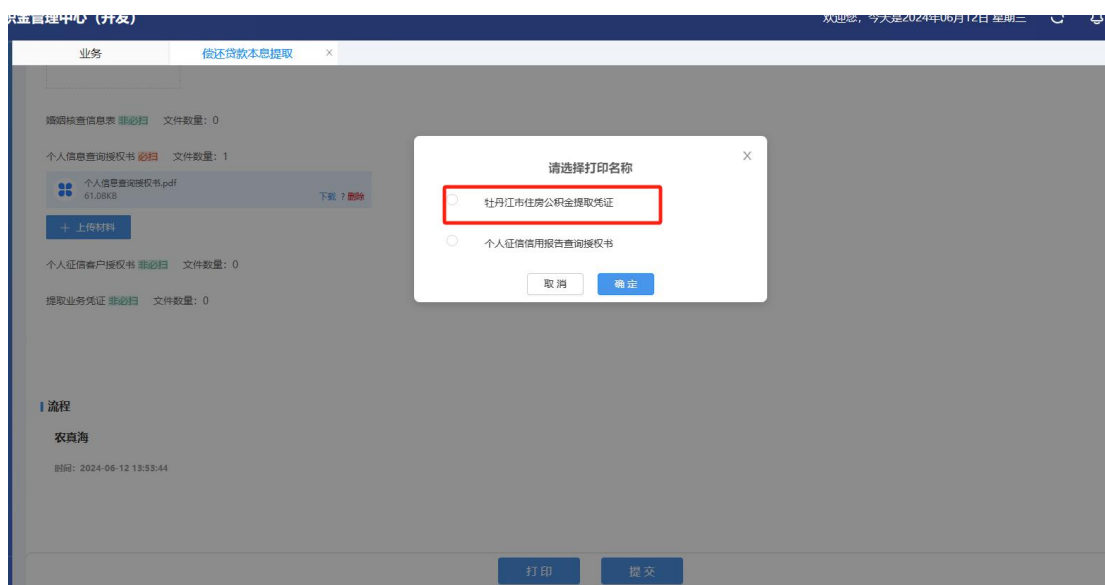 积金管理中心（开发）
欢迎您，今天是2024年06月12日 星期三
业务
偿还贷款本息提取 ×
婚姻核查信息表 非必扫 文件数量：0
个人信息查询授权书 必扫 文件数量：1
个人信息查询授权书.pdf
61.08KB
下载 ? 删除
+ 上传材料
个人征信客户授权书 非必扫 文件数量：0
提取业务凭证 非必扫 文件数量：0
请选择打印名称
X
牡丹江市住房公积金提取凭证
个人征信信用报告查询授权书
取消 确定
流程
农真海
时间：2024-06-12 13:53:44
打印 提交